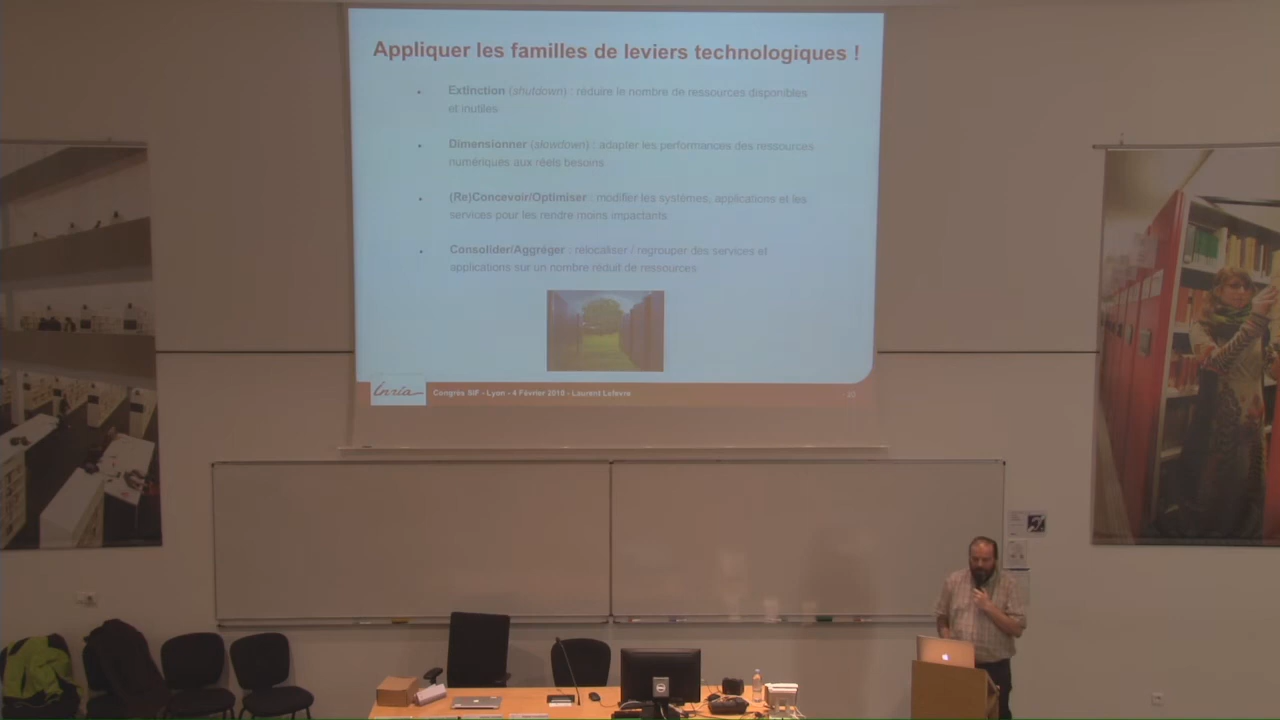 Appliquer les familles de leviers technologiques !
• Extinction (shutdown) : réduire le nombre de ressources disponibles
et inutiles
• Dimensionner (slowdown) : adapter les performances des ressources
numériques aux réels besoins
• (Re)Concevoir/Optimiser : modifier les systèmes, applications et les
services pour les rendre moins impactants
• Consolider/Aggréger : relocaliser / regrouper des services et
applications sur un nombre réduit de ressources
Inria
Congrès SIF - Lyon - 4 Février 2010 - Laurent Lefevre
DELL